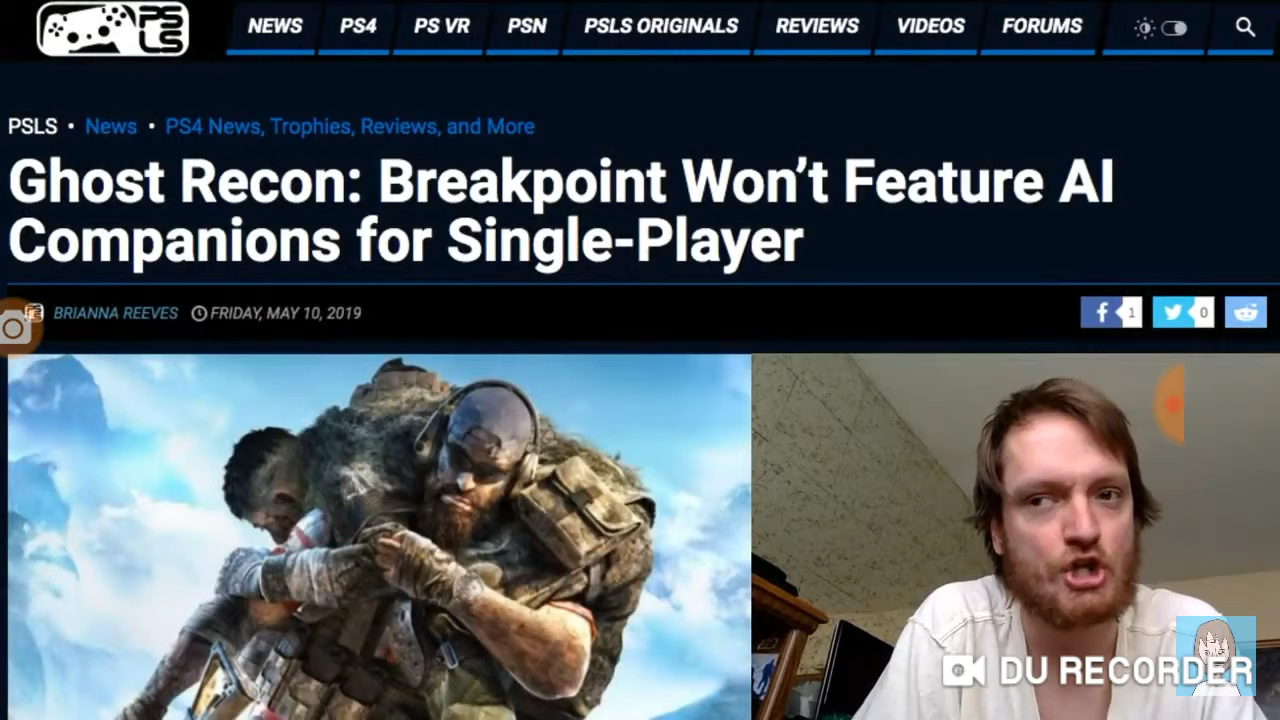 PS
LS
NEWS
PS4
PS VR
PSN
PSLS ORIGINALS
REVIEWS
VIDEOS
FORUMS
PSLS • News • PS4 News, Trophies, Reviews, and More
Ghost Recon: Breakpoint Won't Feature AI
Companions for Single-Player
BRIANNA REEVES FRIDAY, MAY 10, 2019
1
0
DU RECORDER